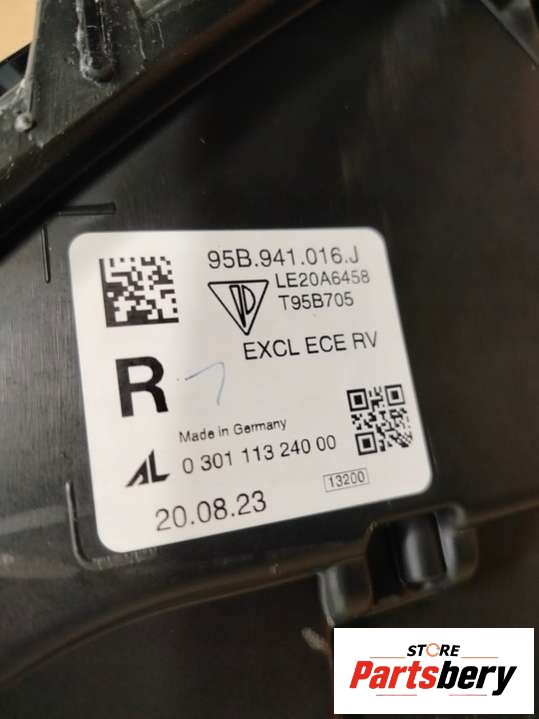 95B.941.016.J
LE20A6458
T95B705
EXCL ECE RV
R
Made in Germany
AL 0 301 113 240 00
13200
20.08.23
STORE
Partsbery